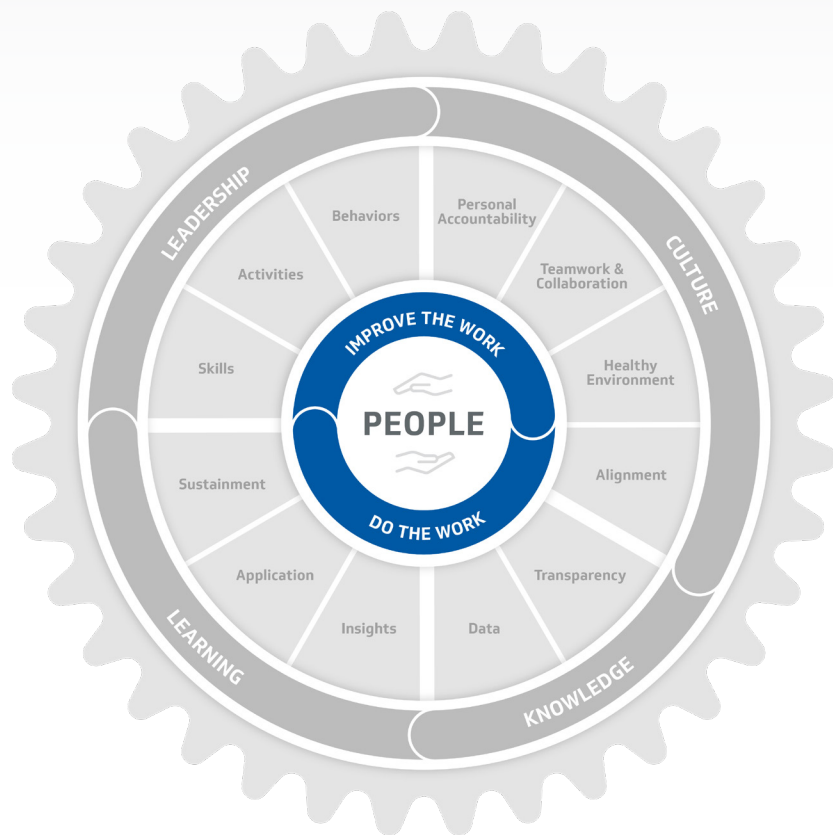 LEADERSHIP
CULTURE
KNOWLEDGE
LEARNING
Behaviors
Personal
Accountability
Teamwork &
Collaboration
Healthy
Environment
Alignment
Transparency
Data
Insights
Application
Sustainment
Skills
Activities
IMPROVE THE WORK
PEOPLE
DO THE WORK